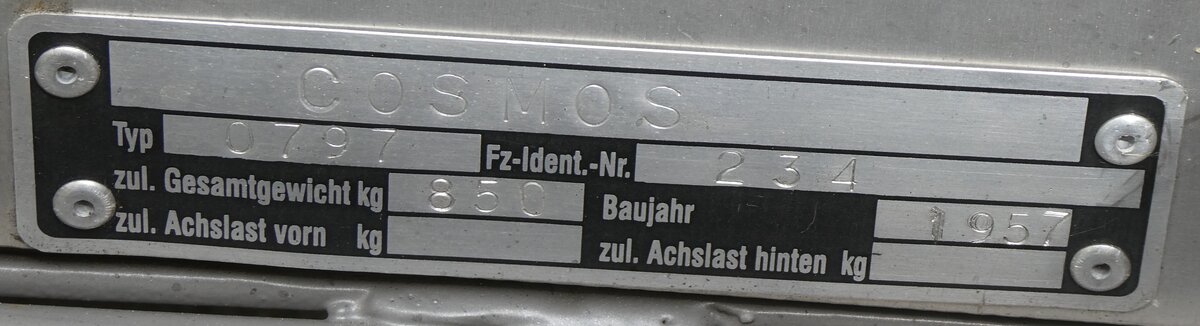 COSMOS
Typ 0797 Fz-Ident.-Nr. 234
zul. Gesamtgewicht kg 850 Baujahr 1957
zul. Achslast vorn kg zul. Achslast hinten kg